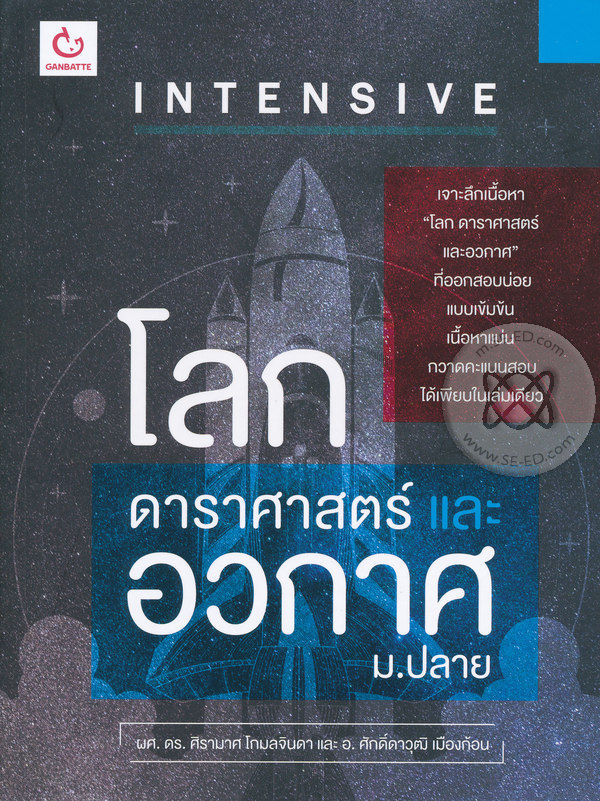 GANBATTE
INTENSIVE
เจาะลึกเนื้อหา
“โลก ดาราศาสตร์
และอวกาศ”
ที่ออกสอบบ่อย
แบบเข้มข้น
เนื้อหาแน่น
กวาดคะแนนสอบ
ได้เพียบในเล่มเดียว
www.SE-ED.com
โลก
ดาราศาสตร์ และ
อวกาศ
ม.ปลาย
ผศ. ดร. ศิรามาศ โกมลจินดา และ อ. ศักดิ์ดาวุฒิ เมืองก้อน